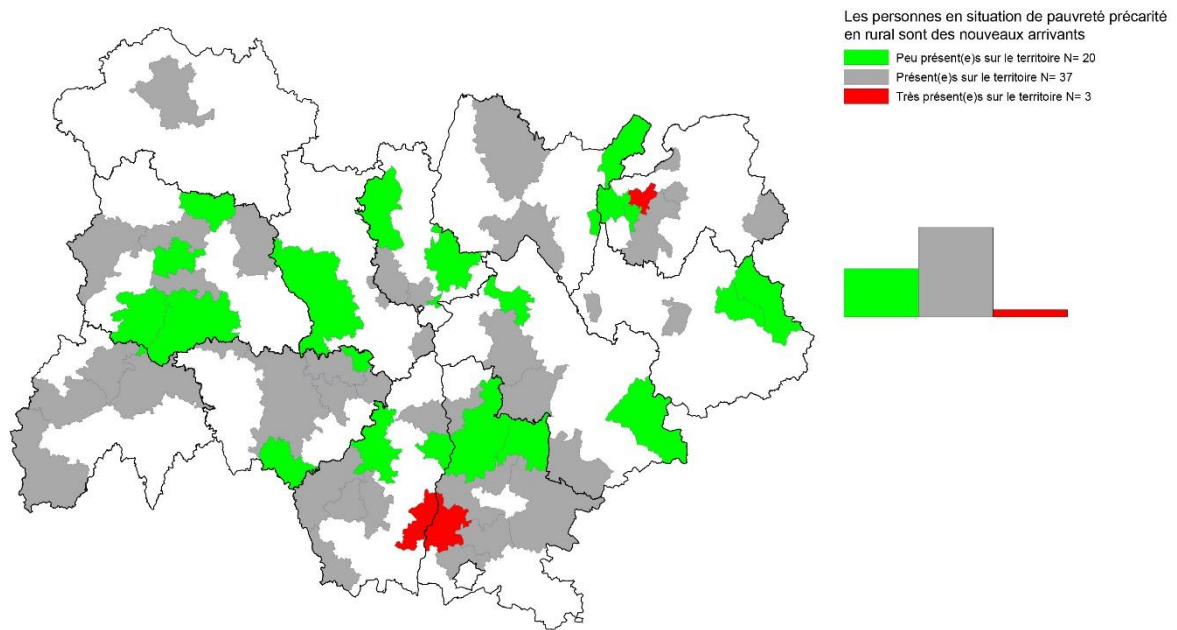 Les personnes en situation de pauvreté précarité
en rural sont des nouveaux arrivants
Peu présent(e)s sur le territoire N= 20
Présent(e)s sur le territoire N= 37
Très présent(e)s sur le territoire N= 3